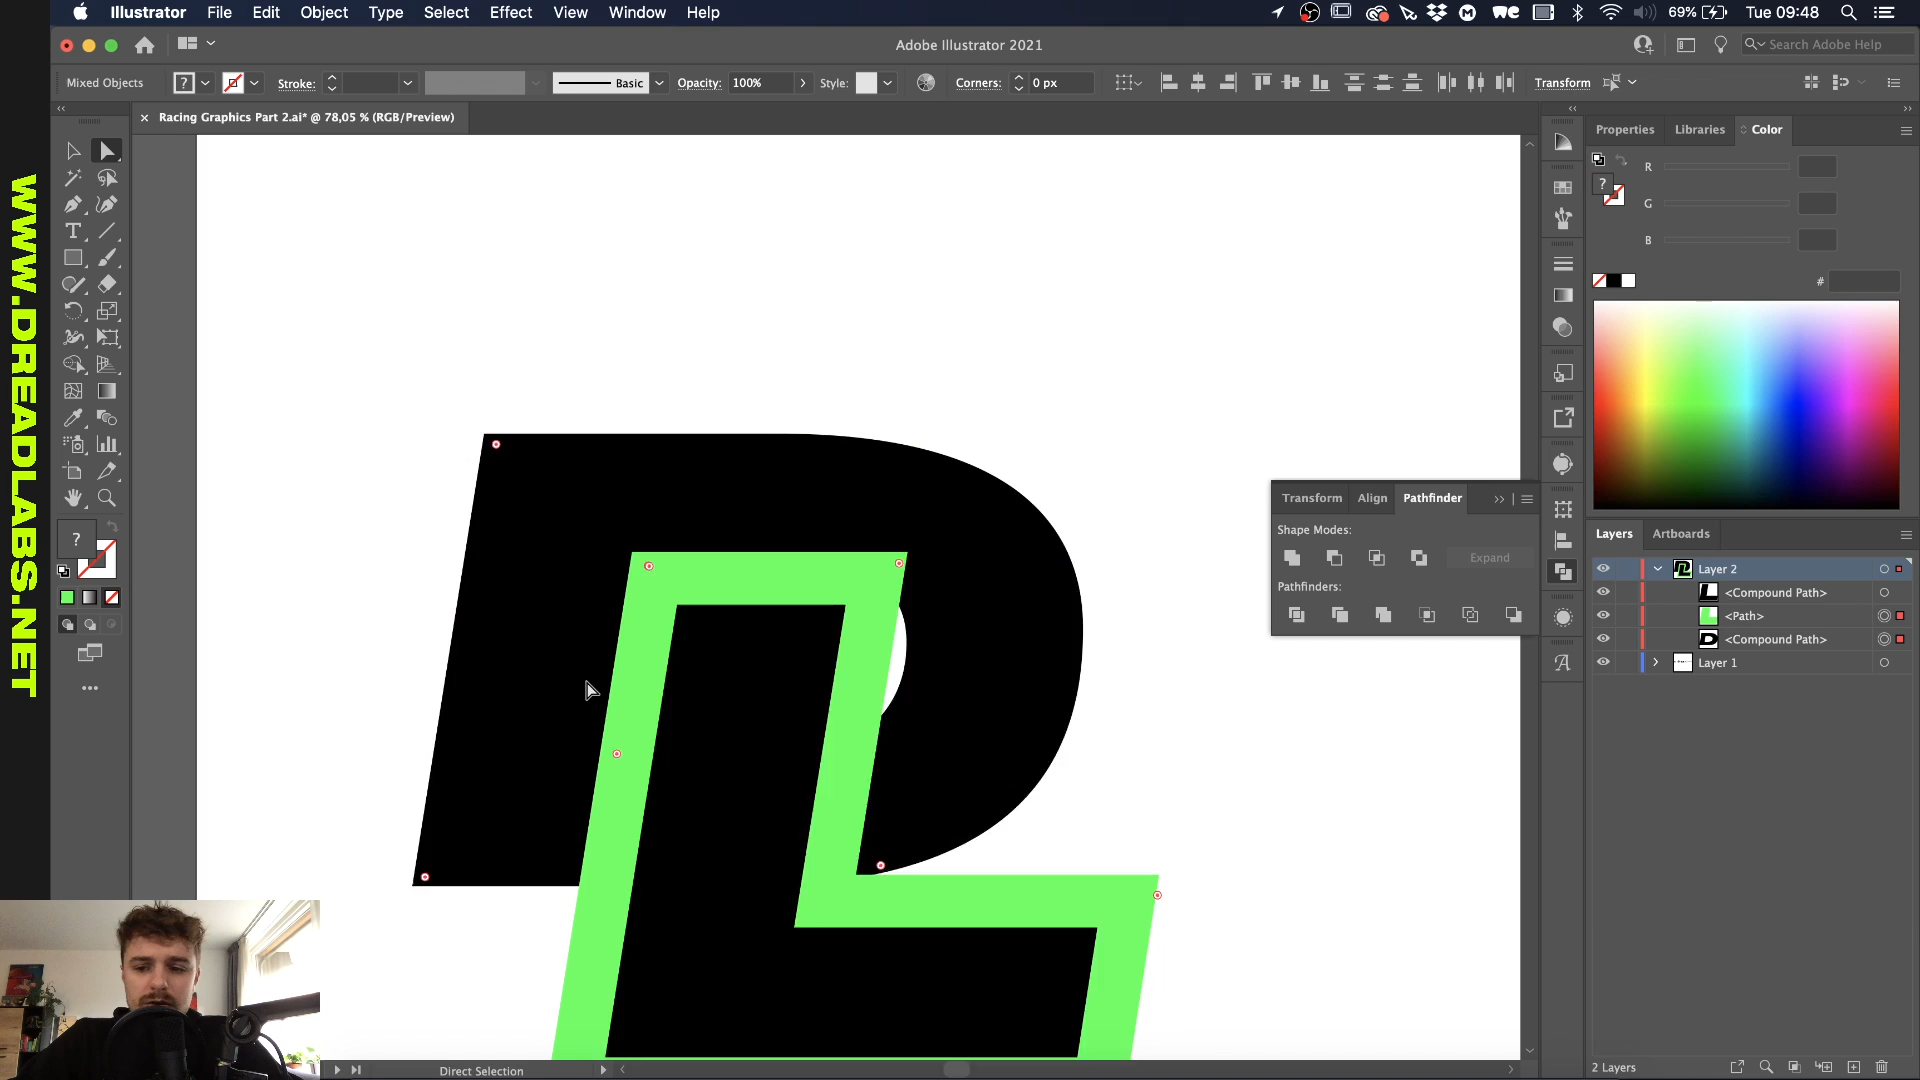 Illustrator File Edit Object Type Select Effect View Window Help
69% Tue 09:48
Adobe Illustrator 2021
Search Adobe Help
Mixed Objects ? Stroke: Basic Opacity: 100% Style: Corners: 0 px Transform
Racing Graphics Part 2.ai* @ 78,05 % (RGB/Preview)
Properties Libraries Color
? R
G
B
#
WWW.DREADLABS.NET
?
DL
Transform Align Pathfinder
Shape Modes:
Expand
Pathfinders:
Layers Artboards
Layer 2
<Compound Path>
<Path>
<Compound Path>
Layer 1
2 Layers
Direct Selection